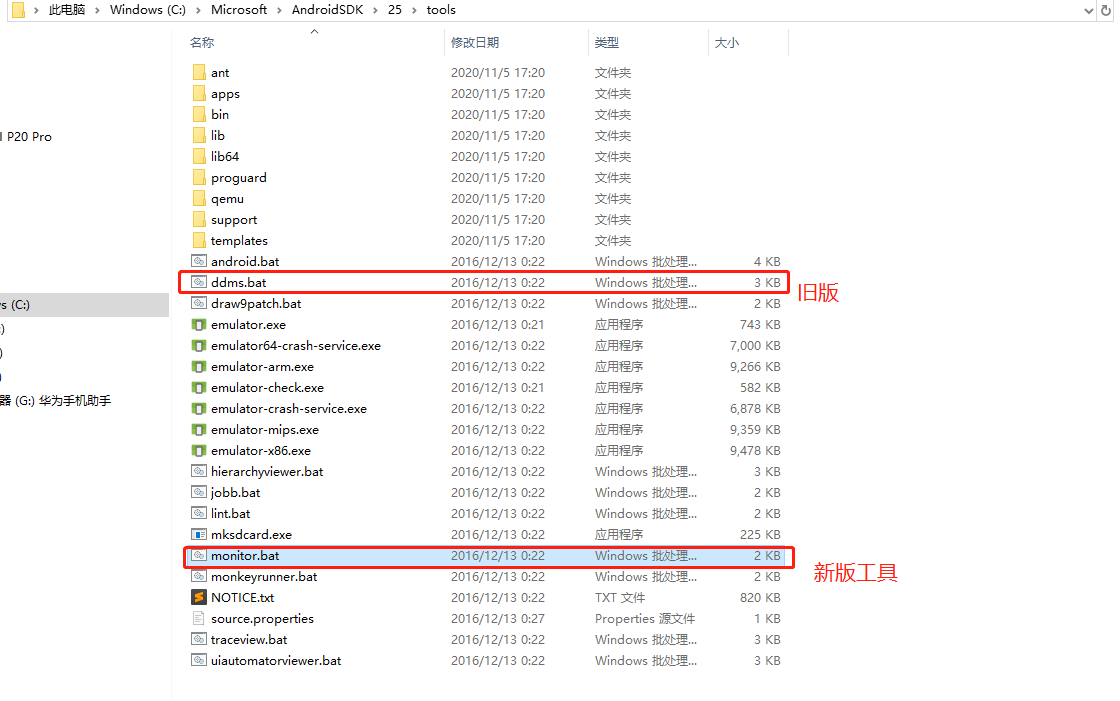 此电脑 > Windows (C:) > Microsoft > AndroidSDK > 25 > tools
名称 修改日期 类型 大小
ant 2020/11/5 17:20 文件夹
apps 2020/11/5 17:20 文件夹
bin 2020/11/5 17:20 文件夹
P20 Pro lib 2020/11/5 17:20 文件夹
lib64 2020/11/5 17:20 文件夹
proguard 2020/11/5 17:20 文件夹
qemu 2020/11/5 17:20 文件夹
support 2020/11/5 17:20 文件夹
templates 2020/11/5 17:20 文件夹
android.bat 2016/12/13 0:22 Windows 批处理... 4 KB
ddms.bat 2016/12/13 0:22 Windows 批处理... 3 KB 旧版
s (C:) draw9patch.bat 2016/12/13 0:22 Windows 批处理... 2 KB
emulator.exe 2016/12/13 0:21 应用程序 743 KB
emulator64-crash-service.exe 2016/12/13 0:22 应用程序 7,000 KB
emulator-arm.exe 2016/12/13 0:22 应用程序 9,266 KB
emulator-check.exe 2016/12/13 0:21 应用程序 582 KB
器 (G:) 华为手机助手 emulator-crash-service.exe 2016/12/13 0:22 应用程序 6,878 KB
emulator-mips.exe 2016/12/13 0:22 应用程序 9,359 KB
emulator-x86.exe 2016/12/13 0:22 应用程序 9,478 KB
hierarchyviewer.bat 2016/12/13 0:22 Windows 批处理... 3 KB
jobb.bat 2016/12/13 0:22 Windows 批处理... 2 KB
lint.bat 2016/12/13 0:22 Windows 批处理... 2 KB
mksdcard.exe 2016/12/13 0:22 应用程序 225 KB
monitor.bat 2016/12/13 0:22 Windows 批处理... 2 KB 新版工具
monkeyrunner.bat 2016/12/13 0:22 Windows 批处理... 2 KB
NOTICE.txt 2016/12/13 0:22 TXT 文件 820 KB
source.properties 2016/12/13 0:27 Properties 源文件 1 KB
traceview.bat 2016/12/13 0:22 Windows 批处理... 3 KB
uiautomatorviewer.bat 2016/12/13 0:22 Windows 批处理... 3 KB